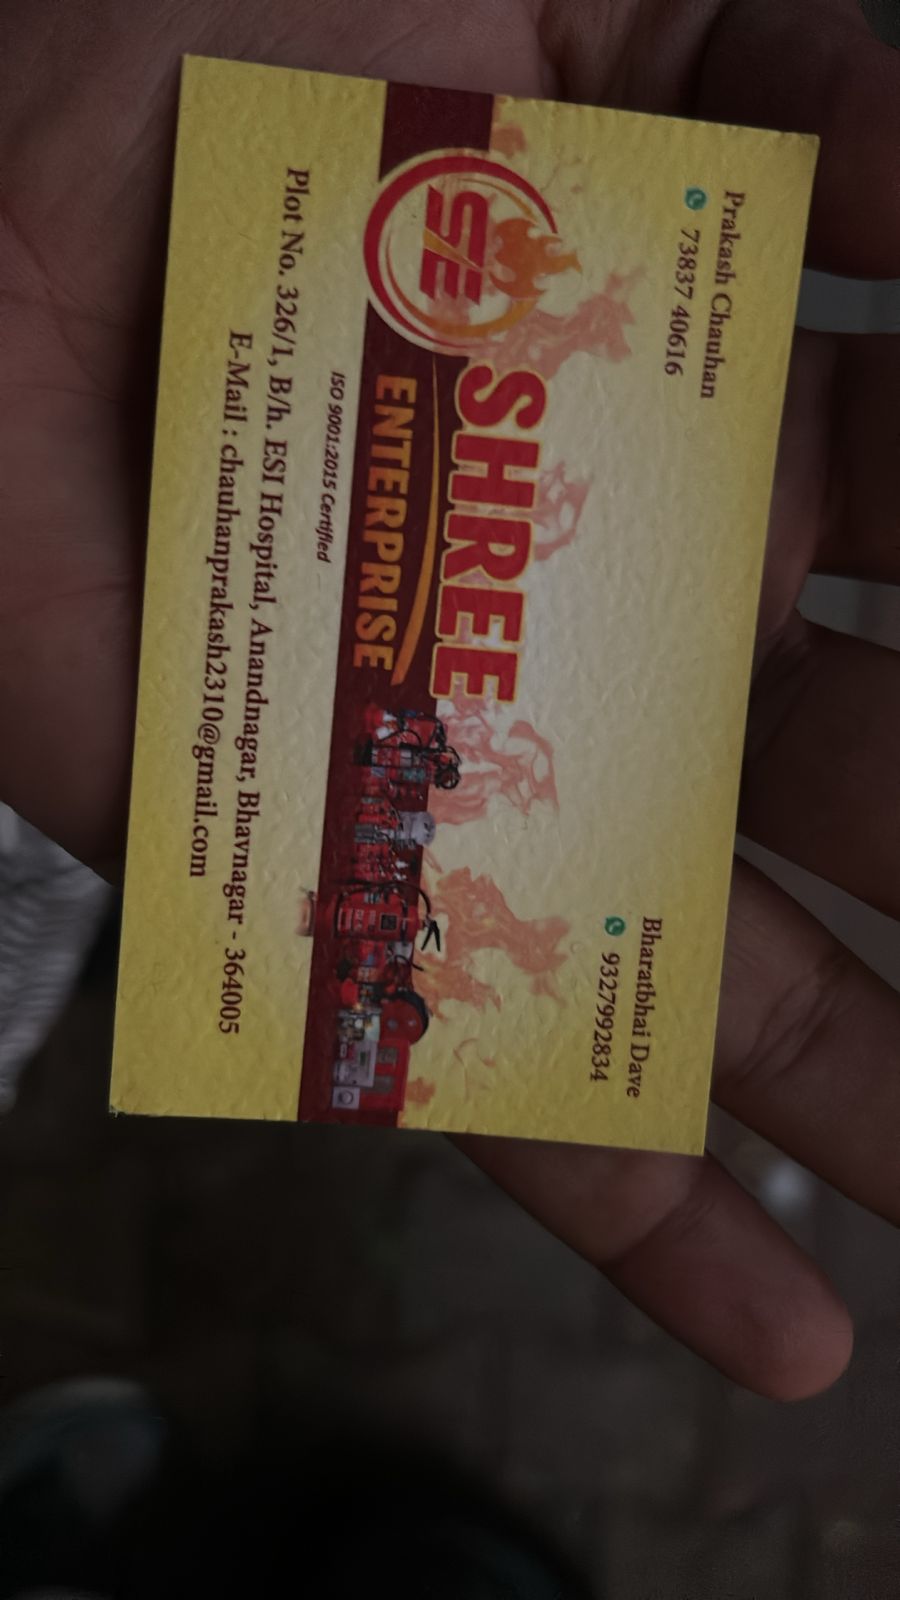 Prakash Chauhan
73837 40616
Bharatbhai Dave
9327992834
SE
SHREE
ENTERPRISE
ISO 9001:2015 Certified
Plot No. 326/1, B/h. ESI Hospital, Anandnagar, Bhavnagar - 364005
E-Mail : chauhanprakash2310@gmail.com